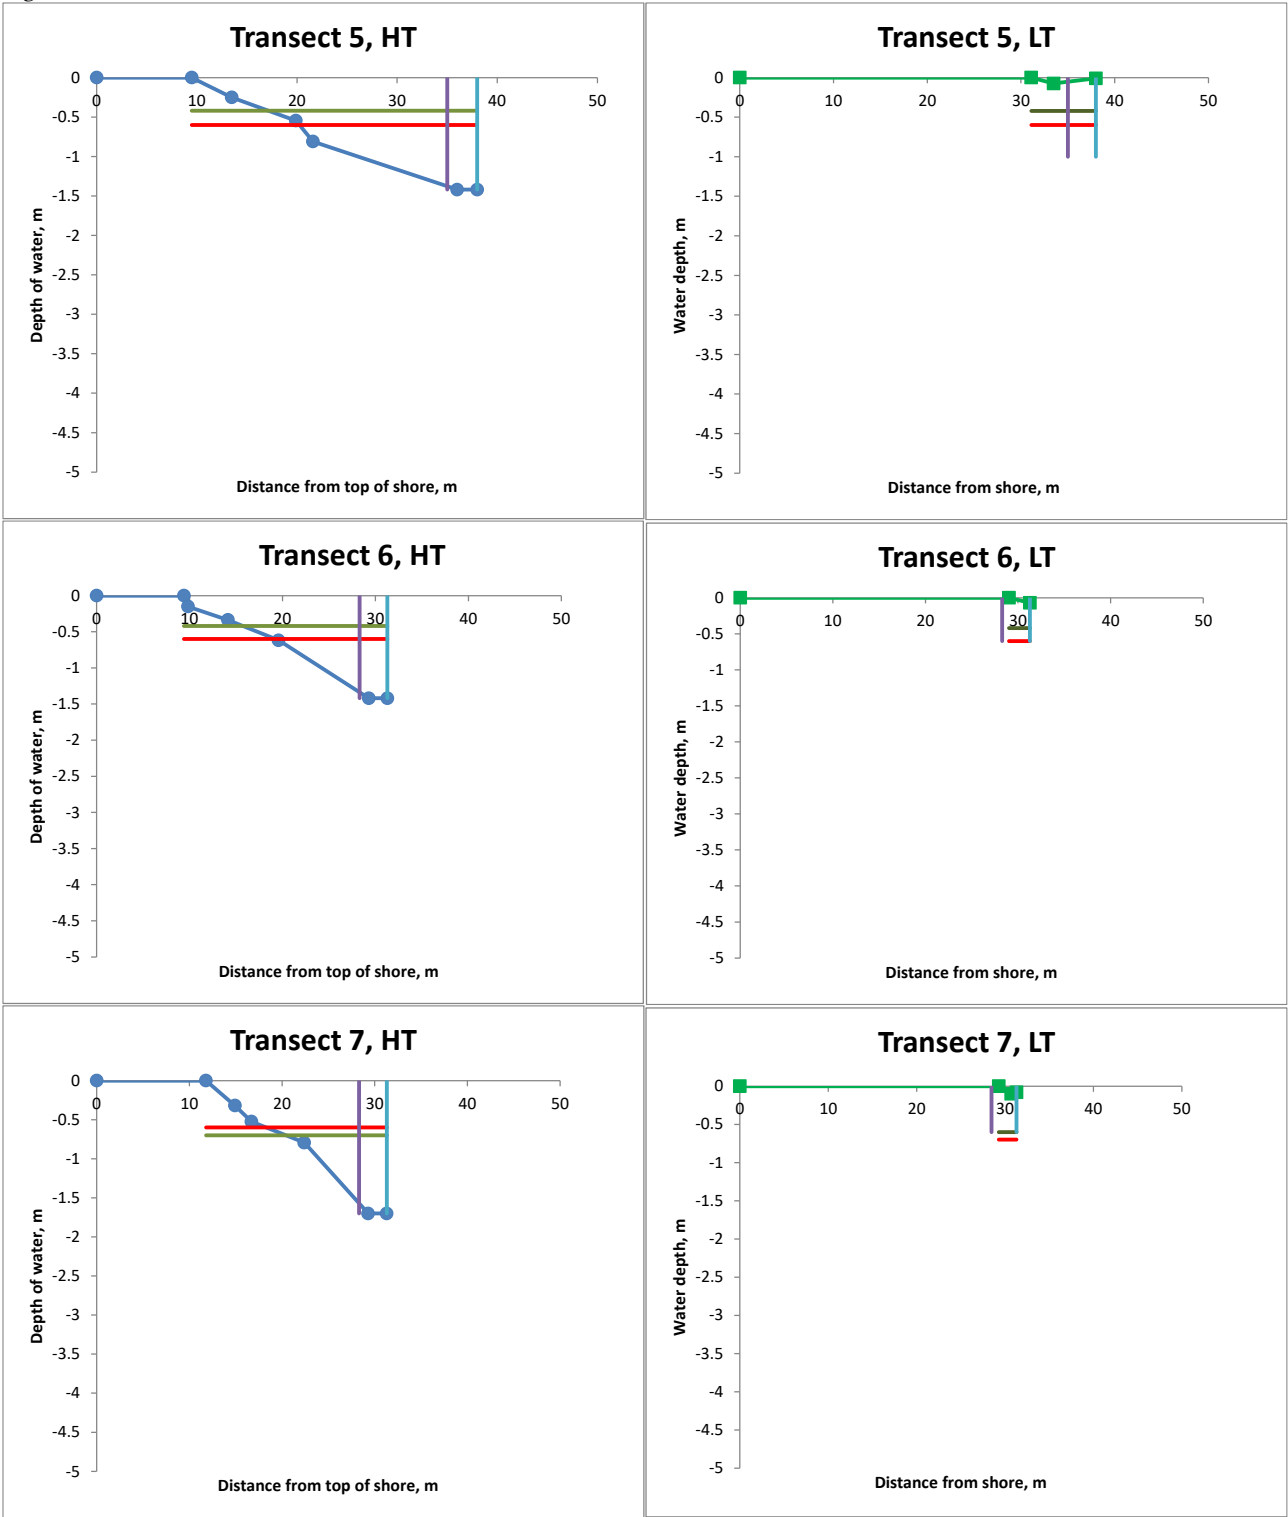 Transect 5, HT
0
-0.5
-1
-1.5
-2
-2.5
-3
-3.5
-4
-4.5
-5
0 10 20 30 40 50
Depth of water, m
Distance from top of shore, m
Transect 5, LT
0
-0.5
-1
-1.5
-2
-2.5
-3
-3.5
-4
-4.5
-5
0 10 20 30 40 50
Water depth, m
Distance from shore, m
Transect 6, HT
0
-0.5
-1
-1.5
-2
-2.5
-3
-3.5
-4
-4.5
-5
0 10 20 30 40 50
Depth of water, m
Distance from top of shore, m
Transect 6, LT
0
-0.5
-1
-1.5
-2
-2.5
-3
-3.5
-4
-4.5
-5
0 10 20 30 40 50
Water depth, m
Distance from shore, m
Transect 7, HT
0
-0.5
-1
-1.5
-2
-2.5
-3
-3.5
-4
-4.5
-5
0 10 20 30 40 50
Depth of water, m
Distance from top of shore, m
Transect 7, LT
0
-0.5
-1
-1.5
-2
-2.5
-3
-3.5
-4
-4.5
-5
0 10 20 30 40 50
Water depth, m
Distance from shore, m